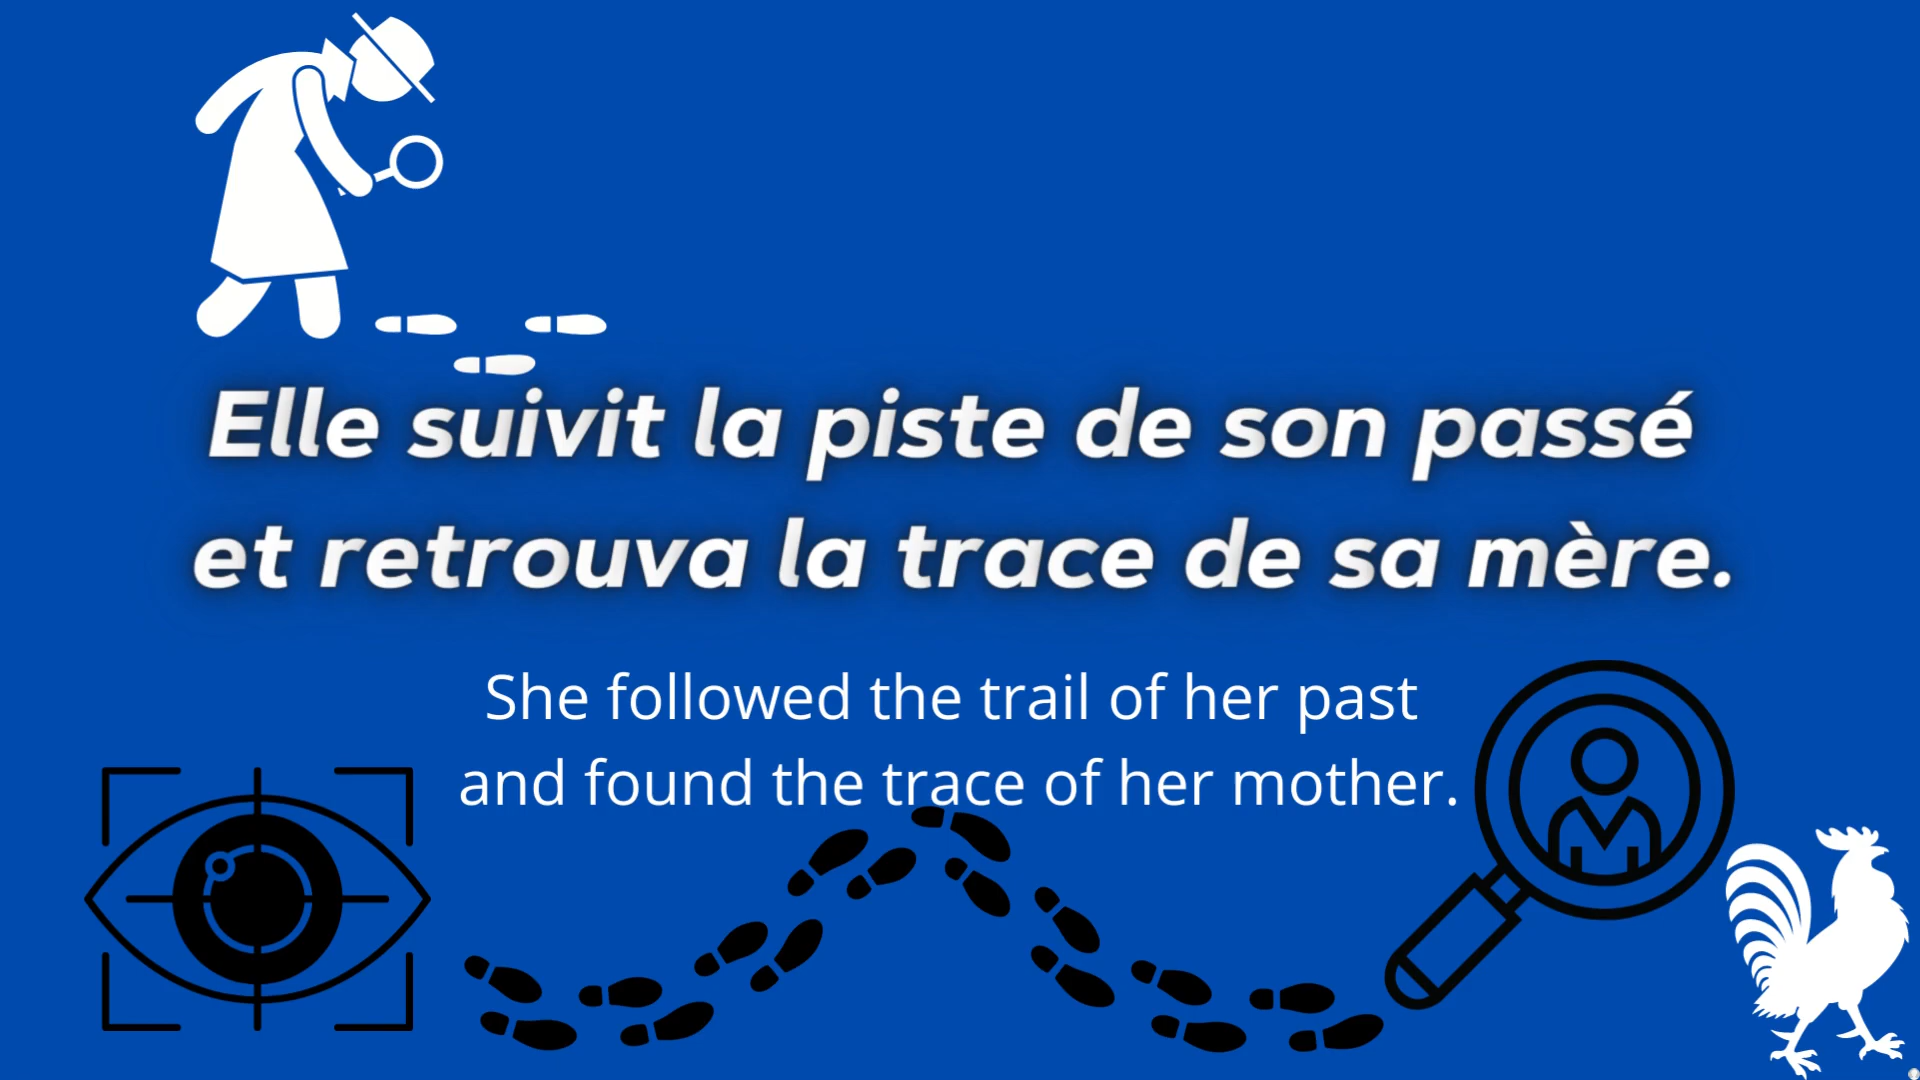 Elle suivit la piste de son passé
et retrouva la trace de sa mère.
She followed the trail of her past
and found the trace of her mother.